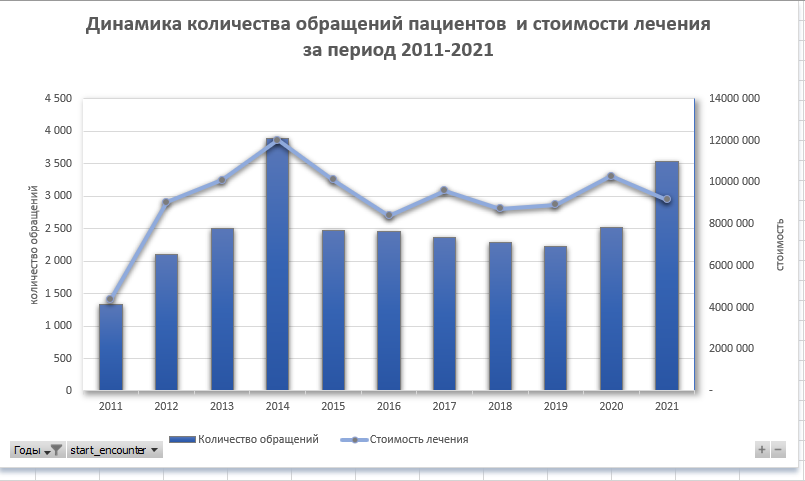 Динамика количества обращений пациентов и стоимости лечения
за период 2011-2021
4 500
4 000
3 500
3 000
2 500
2 000
1 500
1 000
500
0
количество обращений
14000 000
12000 000
10000 000
8000 000
6000 000
4000 000
2000 000
-
стоимость
2011 2012 2013 2014 2015 2016 2017 2018 2019 2020 2021
Количество обращений Стоимость лечения
Годы start_encounter
+ −